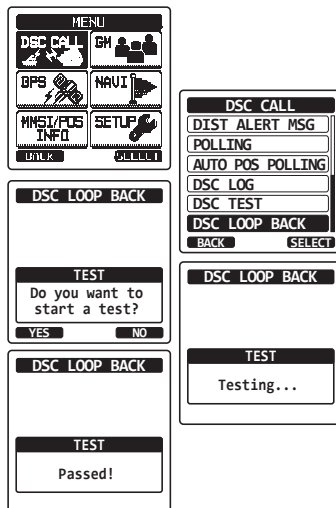 MENU
DSC CALL
GM
GPS
NAVI
MMSI/POS
INFO
SETUP
BACK
SELECT
DSC CALL
DIST ALERT MSG
POLLING
AUTO POS POLLING
DSC LOG
DSC TEST
DSC LOOP BACK
BACK
SELECT
DSC LOOP BACK
TEST
Do you want to
start a test?
YES
NO
DSC LOOP BACK
TEST
Testing...
DSC LOOP BACK
TEST
Passed!